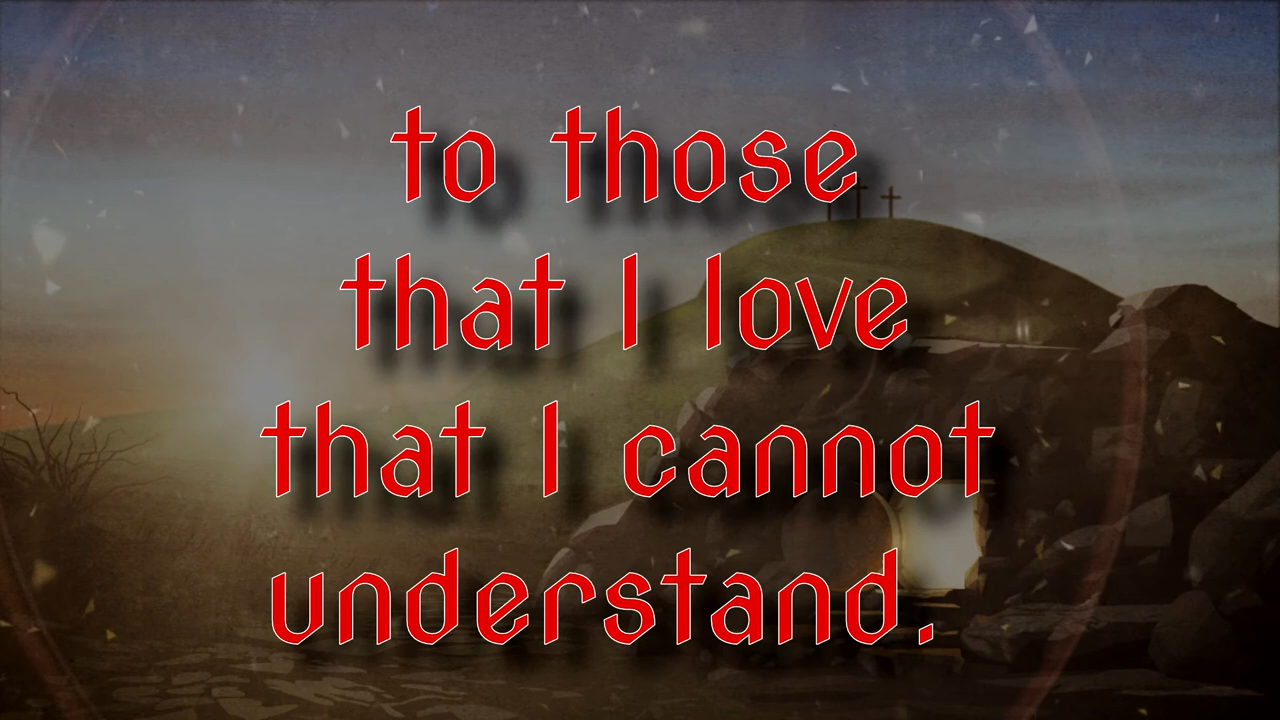 to those
that I love
that I cannot
understand.